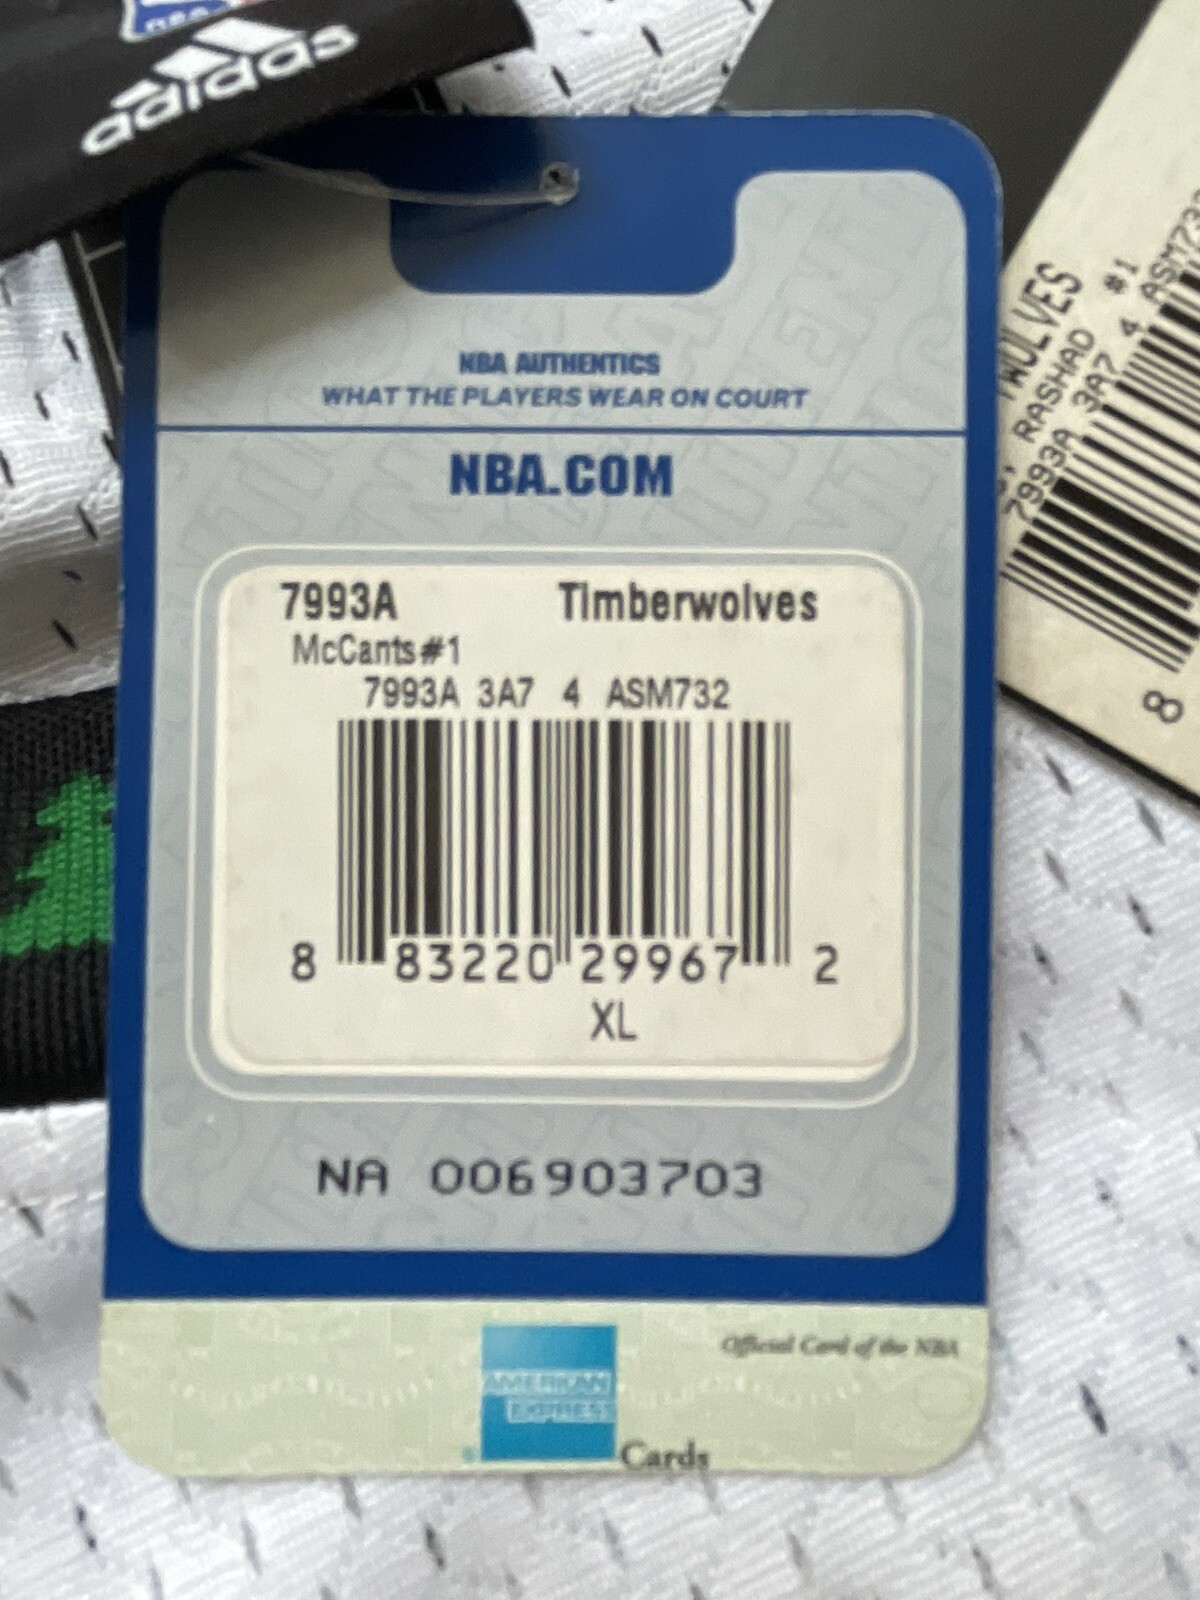 adidas
NBA AUTHENTICS
WHAT THE PLAYERS WEAR ON COURT
NBA.COM
7993A Timberwolves
McCants#1
7993A 3A7 4 ASM732
8 83220 29967 2
XL
NA 006903703
Official Card of the NBA
AMERICAN
EXPRESS
Cards
RASHAD #1
7993A 3A7 4
8